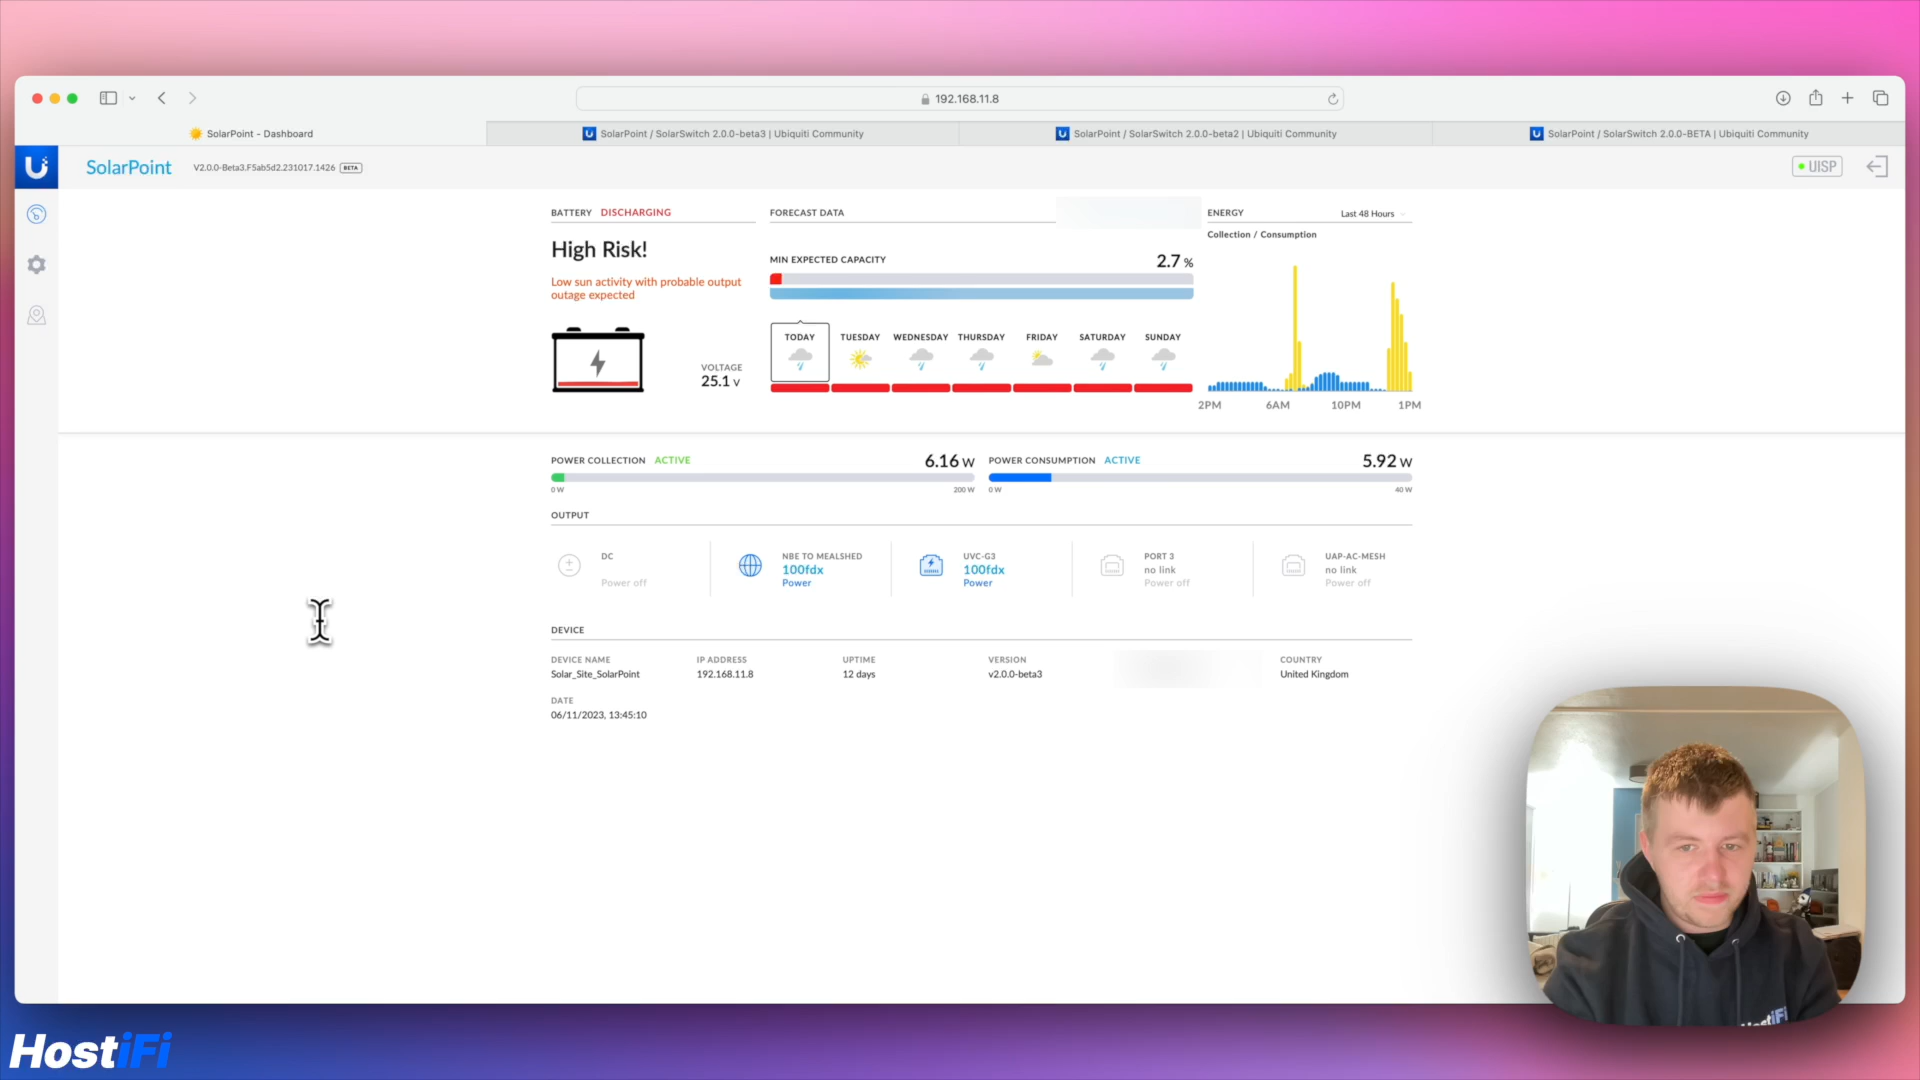 192.168.11.8
SolarPoint - Dashboard
SolarPoint / SolarSwitch 2.0.0-beta3 | Ubiquiti Community
SolarPoint / SolarSwitch 2.0.0-beta2 | Ubiquiti Community
SolarPoint / SolarSwitch 2.0.0-BETA | Ubiquiti Community
SolarPoint
V2.0.0-Beta3.F5ab5d2.231017.1426 BETA
UISP
BATTERY DISCHARGING
High Risk!
Low sun activity with probable output
outage expected
VOLTAGE
25.1 V
FORECAST DATA
MIN EXPECTED CAPACITY 2.7 %
TODAY TUESDAY WEDNESDAY THURSDAY FRIDAY SATURDAY SUNDAY
ENERGY Last 48 Hours
Collection / Consumption
2PM 6AM 10PM 1PM
POWER COLLECTION ACTIVE 6.16 W
0 W 200 W
POWER CONSUMPTION ACTIVE 5.92 W
0 W 40 W
OUTPUT
DC
Power off
NBE TO MEALSHED
100fdx
Power
UVC-G3
100fdx
Power
PORT 3
no link
Power off
UAP-AC-MESH
no link
Power off
DEVICE
DEVICE NAME
Solar_Site_SolarPoint
IP ADDRESS
192.168.11.8
UPTIME
12 days
VERSION
v2.0.0-beta3
COUNTRY
United Kingdom
DATE
06/11/2023, 13:45:10
HostiFi